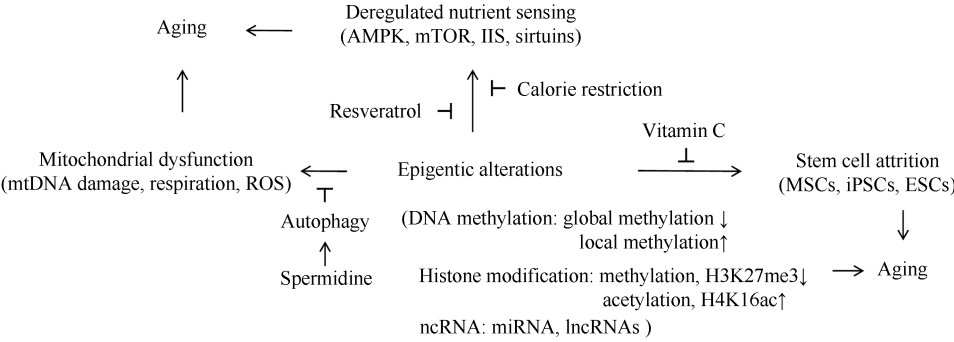 Deregulated nutrient sensing
(AMPK, mTOR, IIS, sirtuins)
Aging
Calorie restriction
Resveratrol
Vitamin C
Mitochondrial dysfunction
(mtDNA damage, respiration, ROS)
Epigentic alterations
Stem cell attrition
(MSCs, iPSCs, ESCs)
Autophagy
(DNA methylation: global methylation ↓
local methylation↑
Spermidine
Histone modification: methylation, H3K27me3↓
acetylation, H4K16ac↑
Aging
ncRNA: miRNA, lncRNAs )